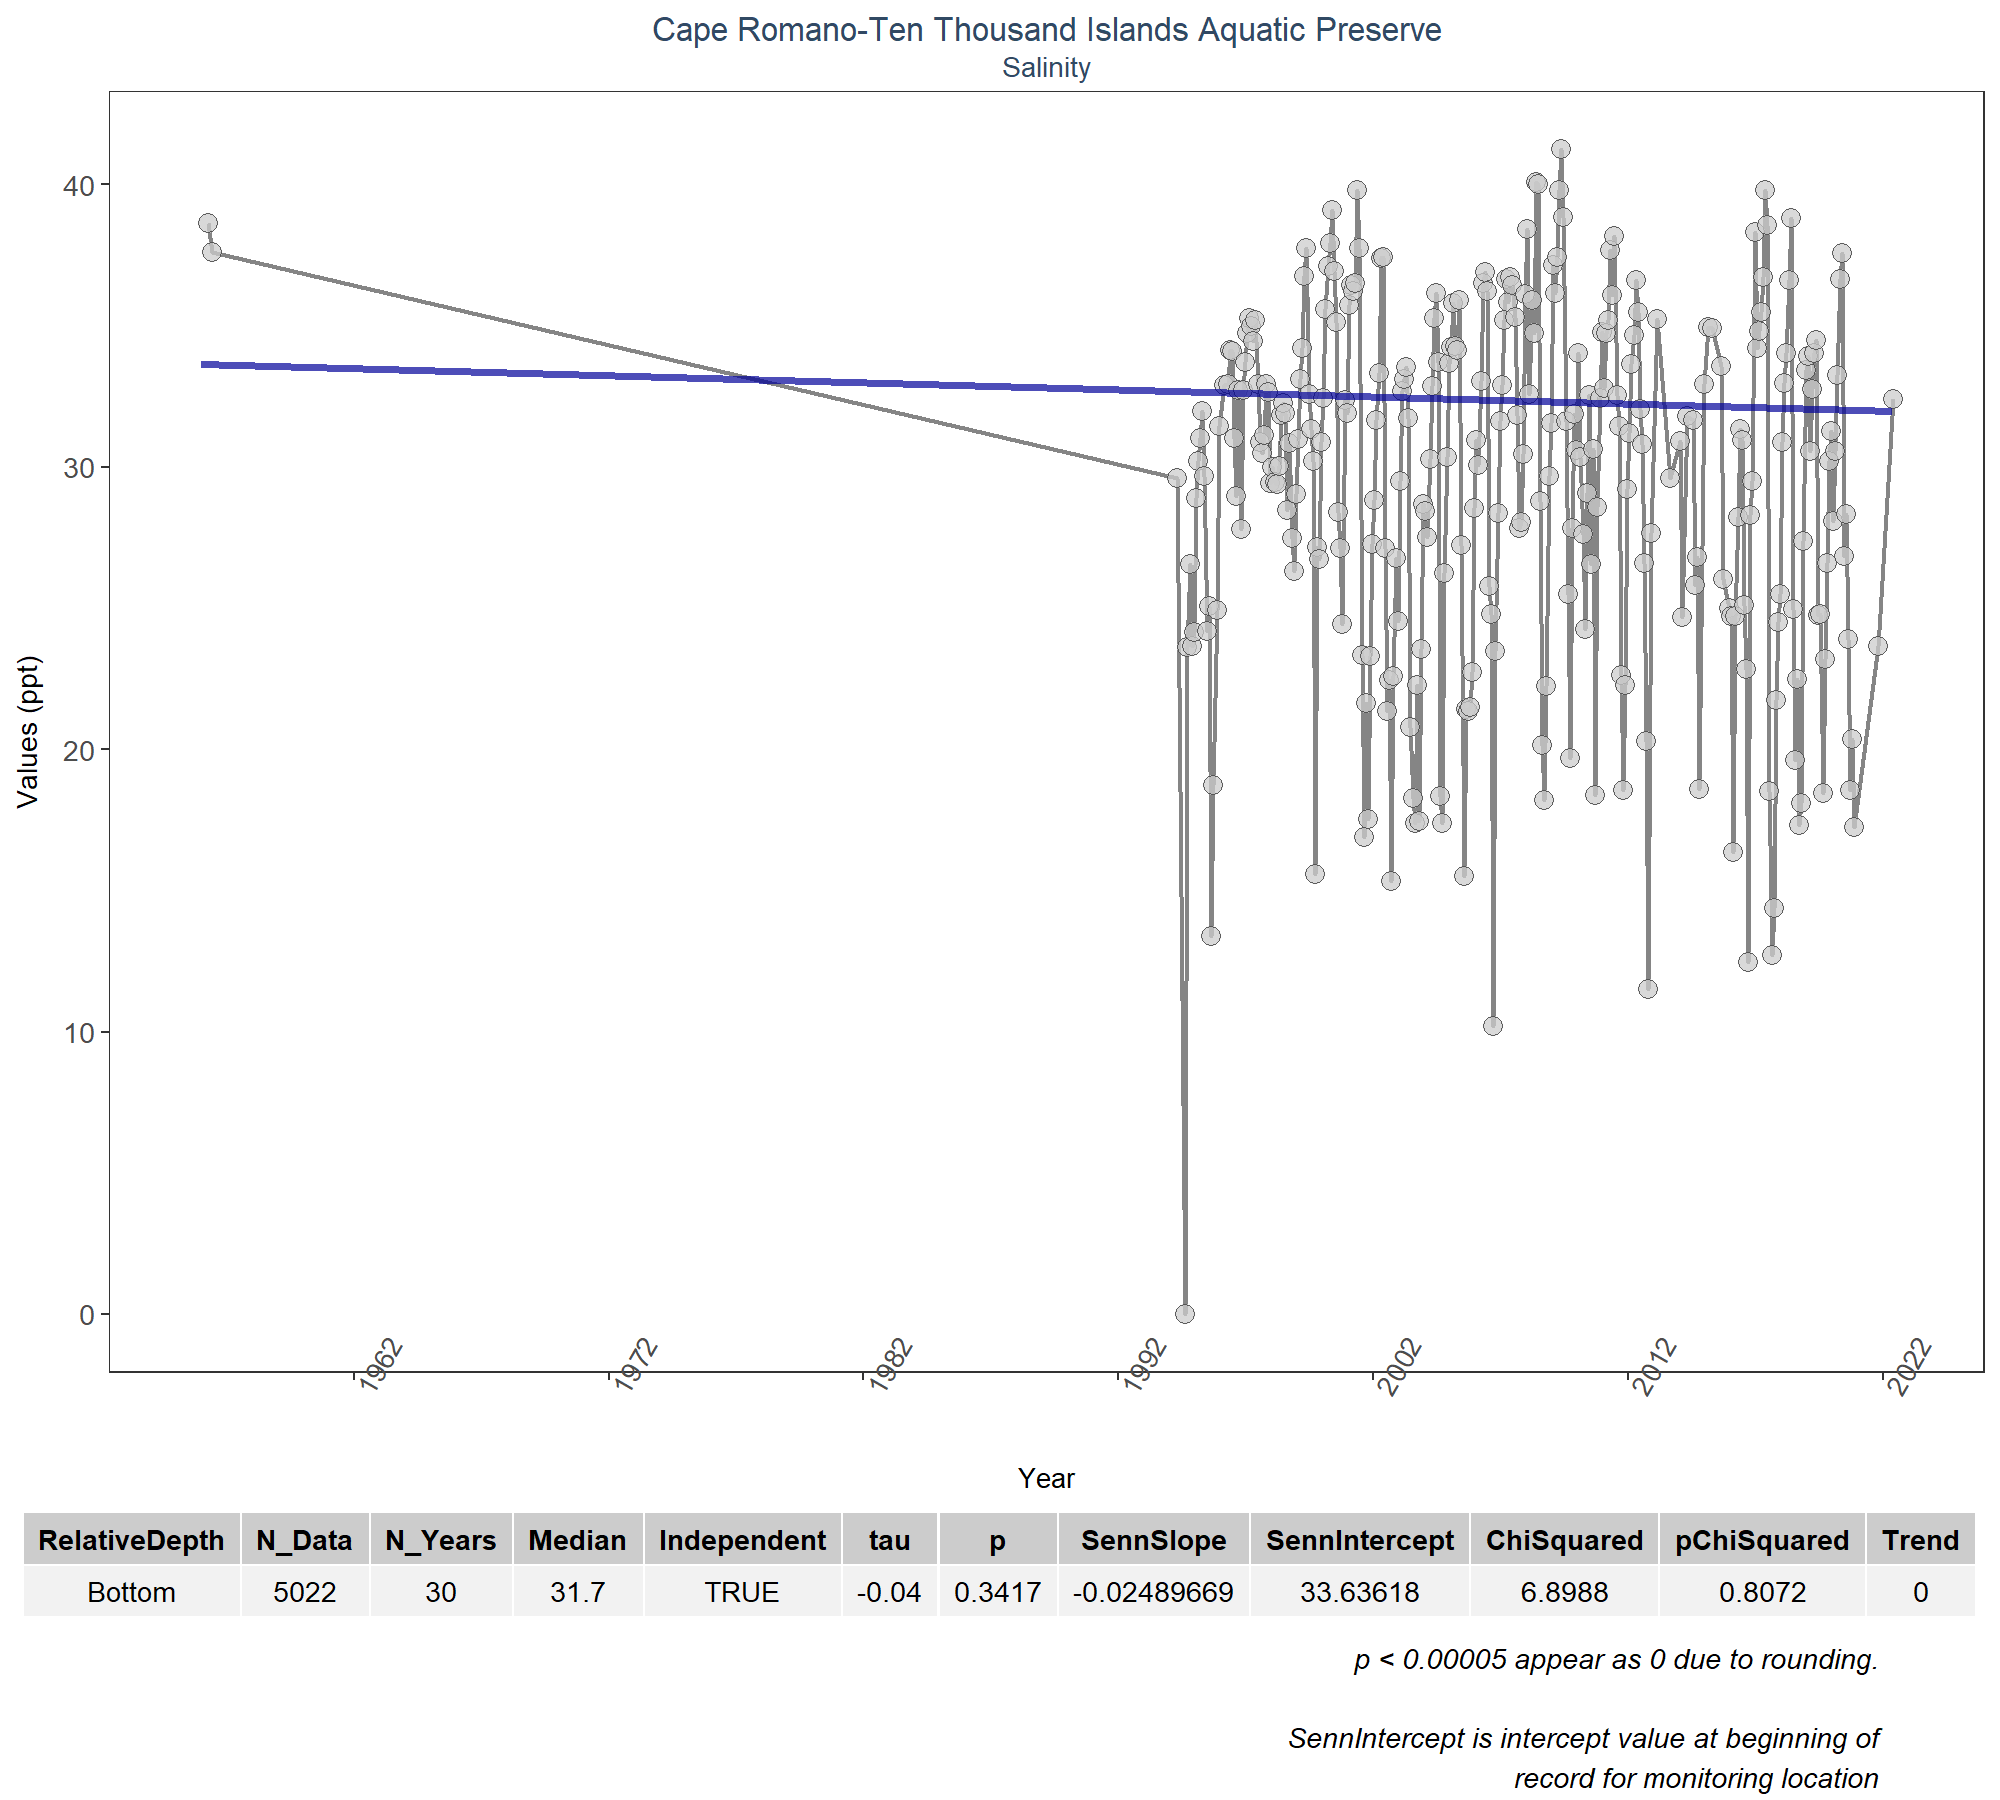 Cape Romano-Ten Thousand Islands Aquatic Preserve
Salinity
40
30
20
10
0
Values (ppt)
1962
1972
1982
1992
2002
2012
2022
Year
RelativeDepth N_Data N_Years Median Independent tau p SennSlope SennIntercept ChiSquared pChiSquared Trend
Bottom 5022 30 31.7 TRUE -0.04 0.3417 -0.02489669 33.63618 6.8988 0.8072 0
p < 0.00005 appear as 0 due to rounding.
SennIntercept is intercept value at beginning of
record for monitoring location